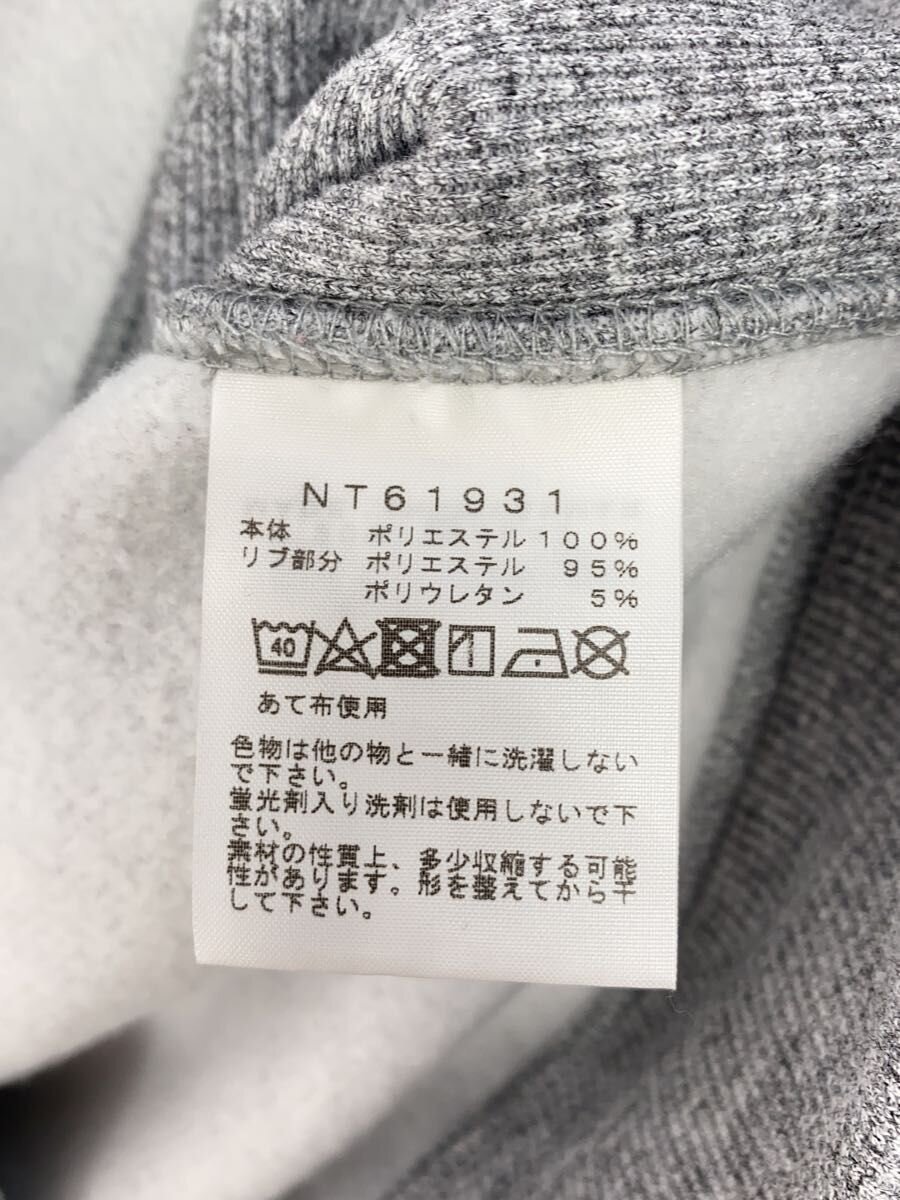 NT61931
本体 ポリエステル 100%
リブ部分 ポリエステル 95%
ポリウレタン 5%
40
あて布使用
色物は他の物と一緒に洗濯しない
で下さい。
蛍光剤入り洗剤は使用しないで下
さい。
素材の性質上、多少収縮する可能
性があります。形を整えてから干
して下さい。